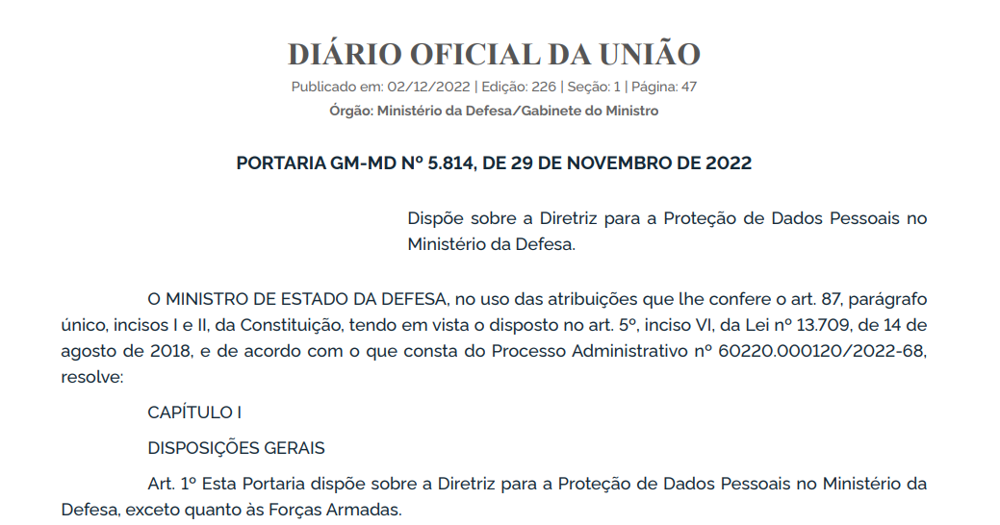 DIÁRIO OFICIAL DA UNIÃO
Publicado em: 02/12/2022 | Edição: 226 | Seção: 1 | Página: 47
Órgão: Ministério da Defesa/Gabinete do Ministro
PORTARIA GM-MD Nº 5.814, DE 29 DE NOVEMBRO DE 2022
Dispõe sobre a Diretriz para a Proteção de Dados Pessoais no
Ministério da Defesa.
O MINISTRO DE ESTADO DA DEFESA, no uso das atribuições que lhe confere o art. 87, parágrafo
único, incisos I e II, da Constituição, tendo em vista o disposto no art. 5º, inciso VI, da Lei nº 13.709, de 14 de
agosto de 2018, e de acordo com o que consta do Processo Administrativo nº 60220.000120/2022-68,
resolve:
CAPÍTULO I
DISPOSIÇÕES GERAIS
Art. 1º Esta Portaria dispõe sobre a Diretriz para a Proteção de Dados Pessoais no Ministério da
Defesa, exceto quanto às Forças Armadas.